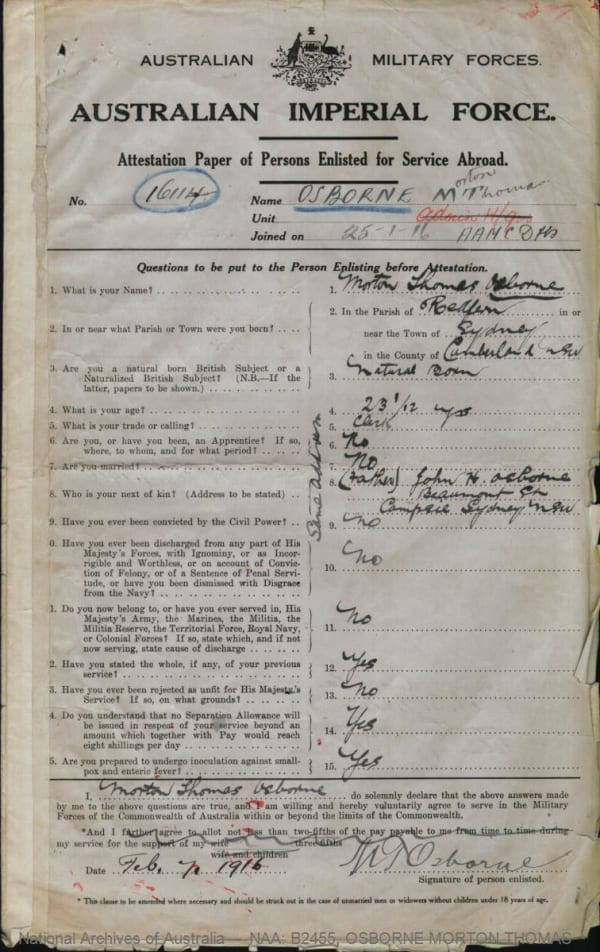 AUSTRALIAN MILITARY FORCES.
AUSTRALIAN IMPERIAL FORCE.
Attestation Paper of Persons Enlisted for Service Abroad.
No. 16114 Name OSBORNE Morton Thomas
Unit Admin H/q.
Joined on 25-1-16 AAMC
Questions to be put to the Person Enlisting before Attestation.
1. What is your Name? 1. Morton Thomas Osborne
2. In or near what Parish or Town were you born? 2. In the Parish of Redfern in or
near the Town of Sydney
in the County of Cumberland NSW
3. Are you a natural born British Subject or a
Naturalized British Subject? (N.B.—If the
latter, papers to be shown.) 3. Natural Born
4. What is your age? 4. 23 1/12 yrs
5. What is your trade or calling? 5. Clerk
6. Are you, or have you been, an Apprentice? If so,
where, to whom, and for what period? 6. No
7. Are you married? 7. No
8. Who is your next of kin? (Address to be stated) 8. (Father) John H. Osborne
Beaumont St
Campsie Sydney NSW
Same address
9. Have you ever been convicted by the Civil Power? 9. No
0. Have you ever been discharged from any part of His
Majesty's Forces, with Ignominy, or as Incor-
rigible and Worthless, or on account of Convic-
tion of Felony, or of a Sentence of Penal Servi-
tude, or have you been dismissed with Disgrace
from the Navy? 10. No
1. Do you now belong to, or have you ever served in, His
Majesty's Army, the Marines, the Militia, the
Militia Reserve, the Territorial Force, Royal Navy,
or Colonial Forces? If so, state which, and if not
now serving, state cause of discharge 11. No
2. Have you stated the whole, if any, of your previous
service? 12. Yes
3. Have you ever been rejected as unfit for His Majesty's
Service? If so, on what grounds? 13. No
4. Do you understand that no Separation Allowance will
be issued in respect of your service beyond an
amount which together with Pay would reach
eight shillings per day 14. Yes
5. Are you prepared to undergo inoculation against small-
pox and enteric fever? 15. Yes
I, Morton Thomas Osborne do solemnly declare that the above answers made
by me to the above questions are true, and I am willing and hereby voluntarily agree to serve in the Military
Forces of the Commonwealth of Australia within or beyond the limits of the Commonwealth.
*And I further agree to allot not less than two-fifths of the pay payable to me from time to time during
my service for the support of my wife three-fifths
wife and children
Date Feb. 1916 M T Osborne
Signature of person enlisted.
* This clause to be amended where necessary and should be struck out in the case of unmarried men or widowers without children under 18 years of age.
National Archives of Australia NAA: B2455, OSBORNE MORTON THOMAS